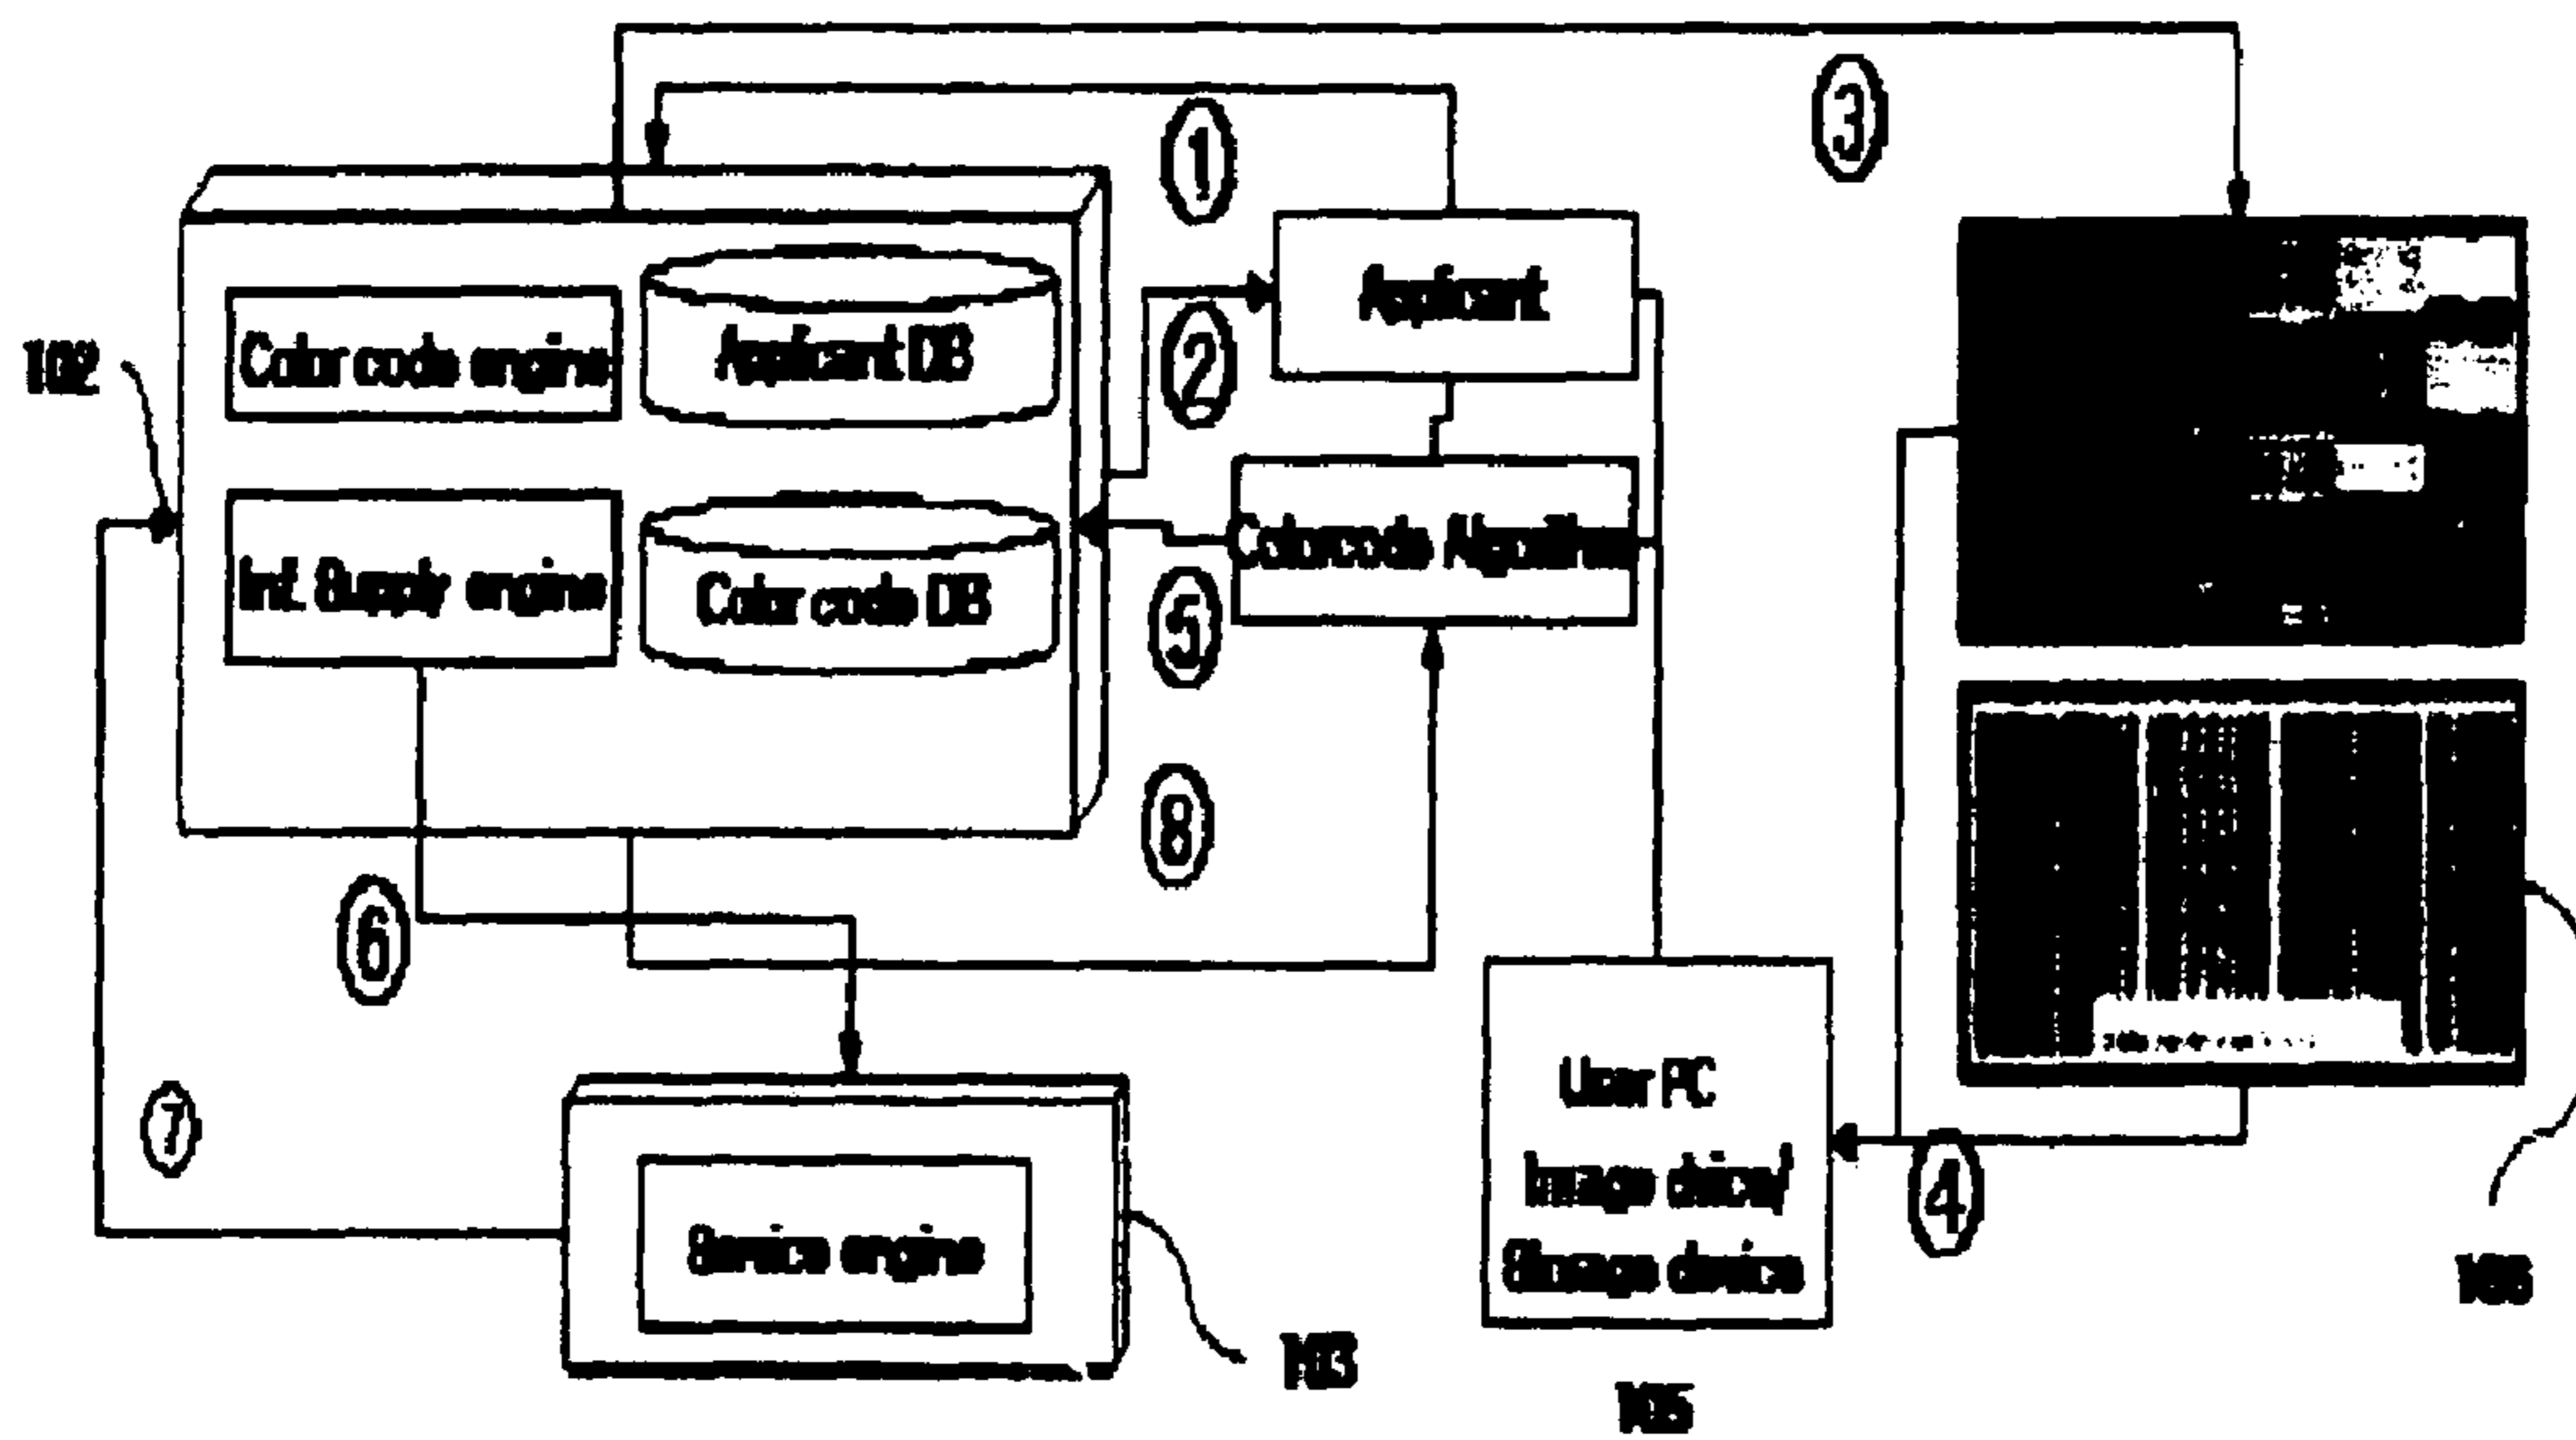 ③
①
Applicant
102
Color code engine
Applicant DB
②
Colorcode Algorithm
Inf. Supply engine
Color code DB
⑤
⑧
⑥
User PC
Image divice/
Storage device
④
⑦
Service engine
103
105
106